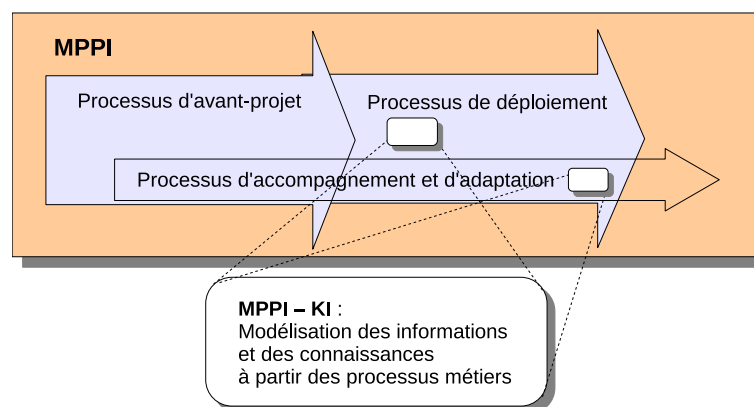 MPPI
Processus d'avant-projet
Processus de déploiement
Processus d'accompagnement et d'adaptation
MPPI – KI :
Modélisation des informations
et des connaissances
à partir des processus métiers